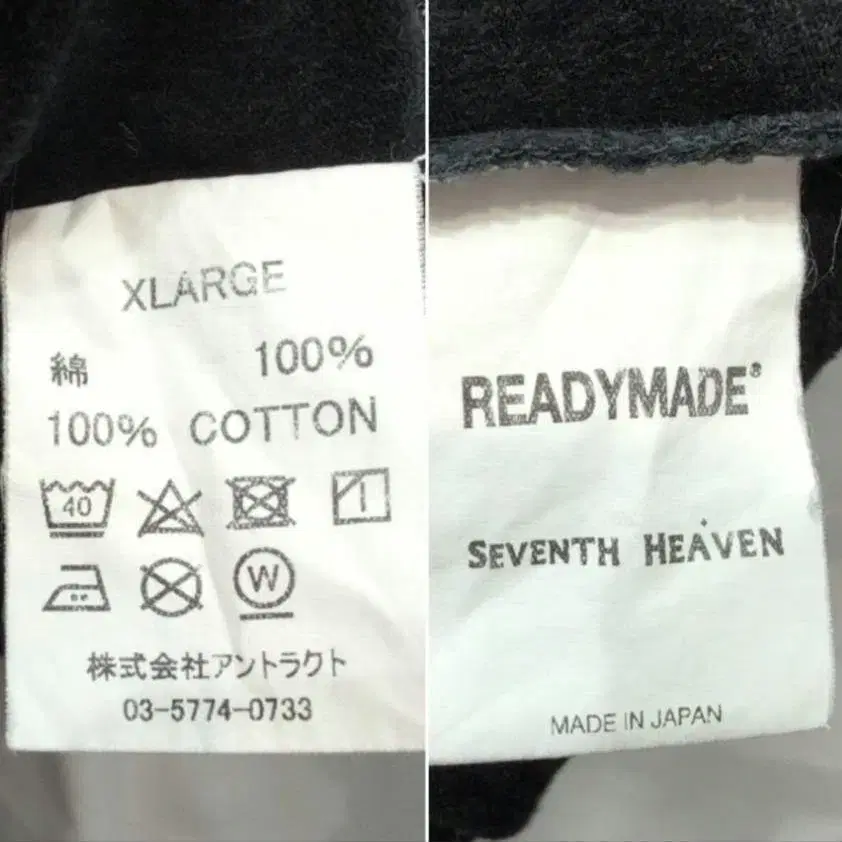 XLARGE
綿 100%
100% COTTON
40
W
株式会社アントラクト
03-5774-0733
READYMADE®
SEVENTH HEAVEN
MADE IN JAPAN